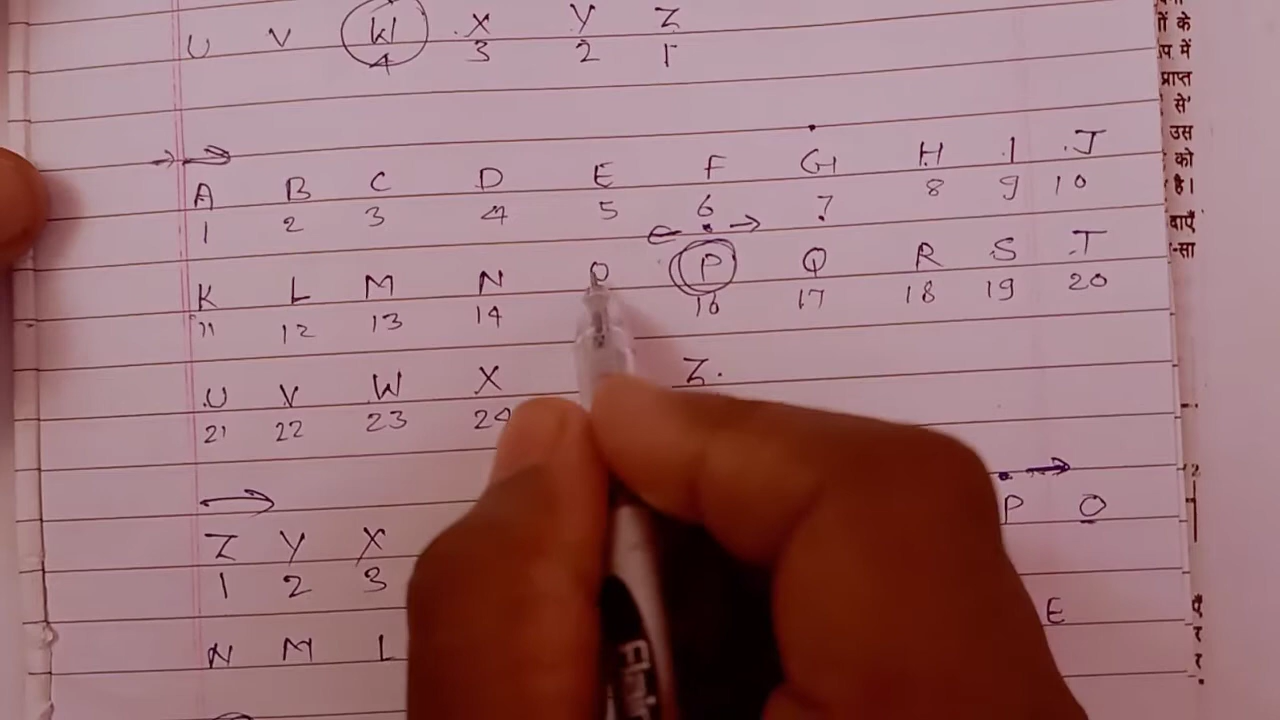 U V W X Y Z
4 3 2 1
A B C D E F G H I J
1 2 3 4 5 6 7 8 9 10
K L M N O P Q R S T
11 12 13 14 16 17 18 19 20
U V W X Z
21 22 23 24
Z Y X P O
1 2 3
E
N M L
के
में
प्राप्त
से'
उस
को
है।
-सा